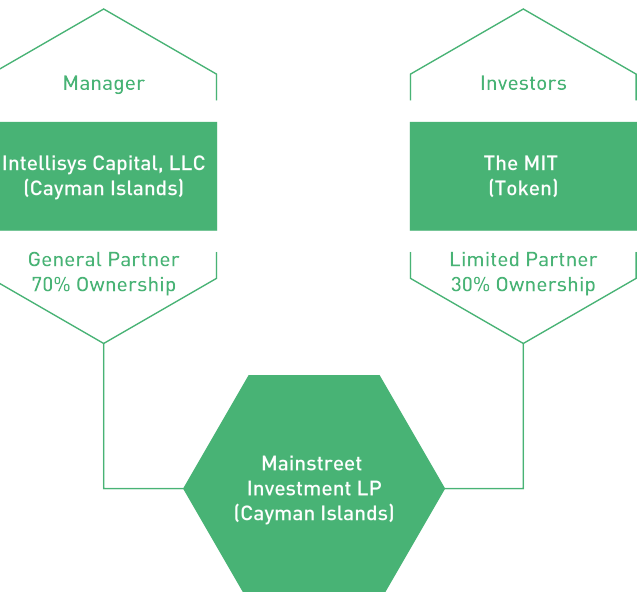 Manager
Intellisys Capital, LLC
(Cayman Islands)
General Partner
70% Ownership
Investors
The MIT
(Token)
Limited Partner
30% Ownership
Mainstreet
Investment LP
(Cayman Islands)